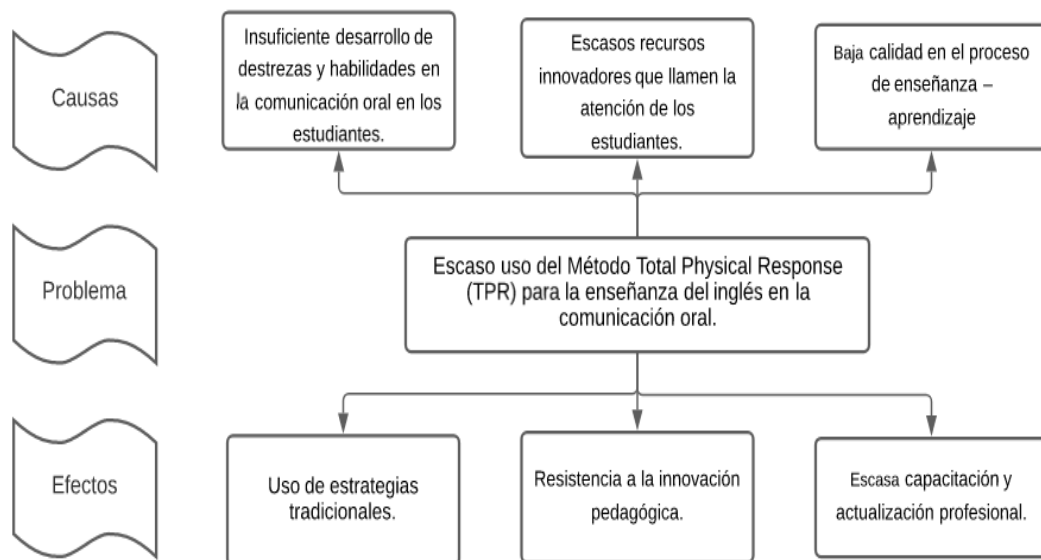 Causas
Insuficiente desarrollo de
destrezas y habilidades en
la comunicación oral en los
estudiantes.
Escasos recursos
innovadores que llamen la
atención de los
estudiantes.
Baja calidad en el proceso
de enseñanza –
aprendizaje
Problema
Escaso uso del Método Total Physical Response
(TPR) para la enseñanza del inglés en la
comunicación oral.
Efectos
Uso de estrategias
tradicionales.
Resistencia a la innovación
pedagógica.
Escasa capacitación y
actualización profesional.